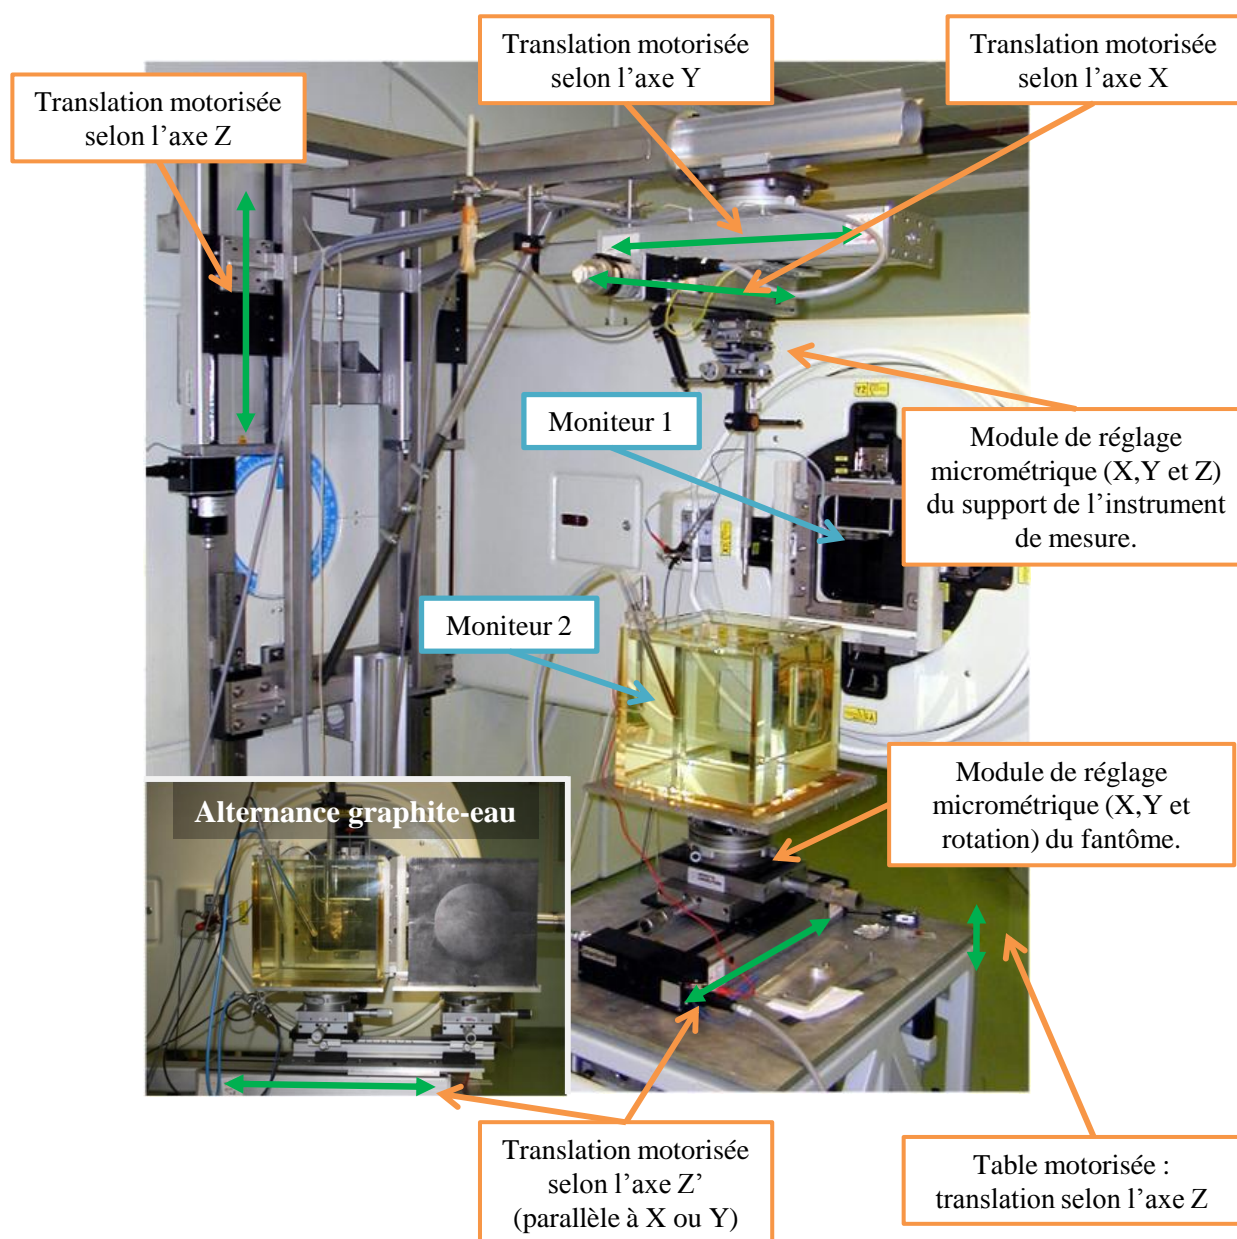 Translation motorisée
selon l'axe Y
Translation motorisée
selon l'axe X
Translation motorisée
selon l'axe Z
Moniteur 1
Module de réglage
micrométrique (X,Y et Z)
du support de l'instrument
de mesure.
Moniteur 2
Module de réglage
micrométrique (X,Y et
rotation) du fantôme.
Alternance graphite-eau
Translation motorisée
selon l'axe Z'
(parallèle à X ou Y)
Table motorisée :
translation selon l'axe Z